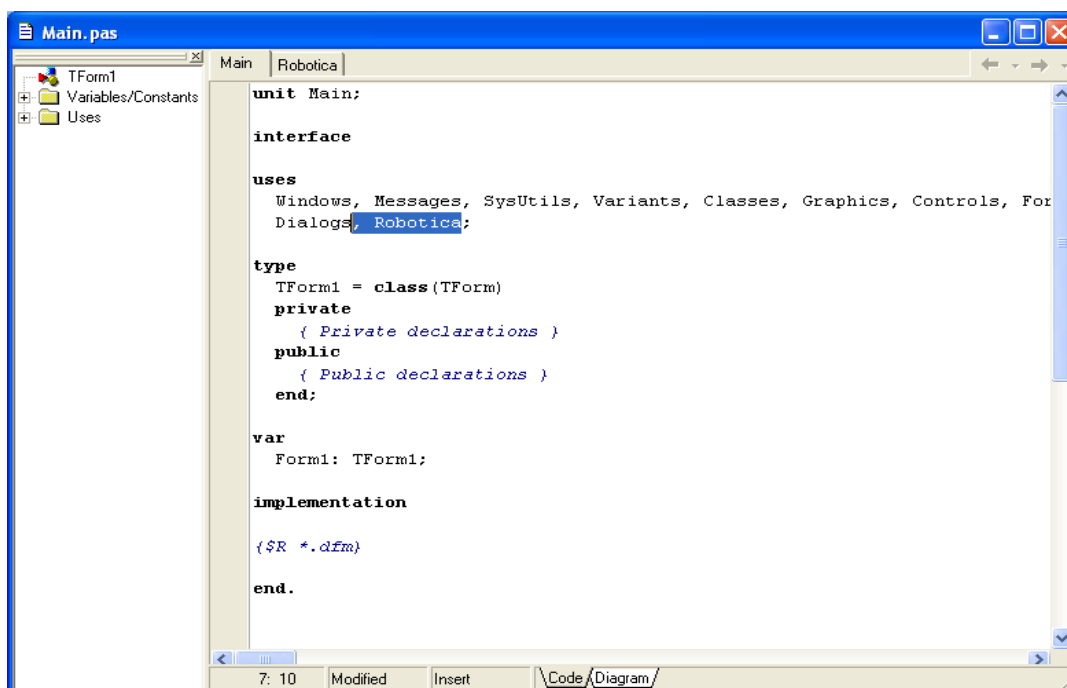 Main.pas
TForm1
Variables/Constants
Uses
Main
Robotica
unit Main;
interface
uses
Windows, Messages, SysUtils, Variants, Classes, Graphics, Controls, For
Dialogs, Robotica;
type
TForm1 = class(TForm)
private
{ Private declarations }
public
{ Public declarations }
end;
var
Form1: TForm1;
implementation
{$R *.dfm}
end.
7: 10
Modified
Insert
Code
Diagram